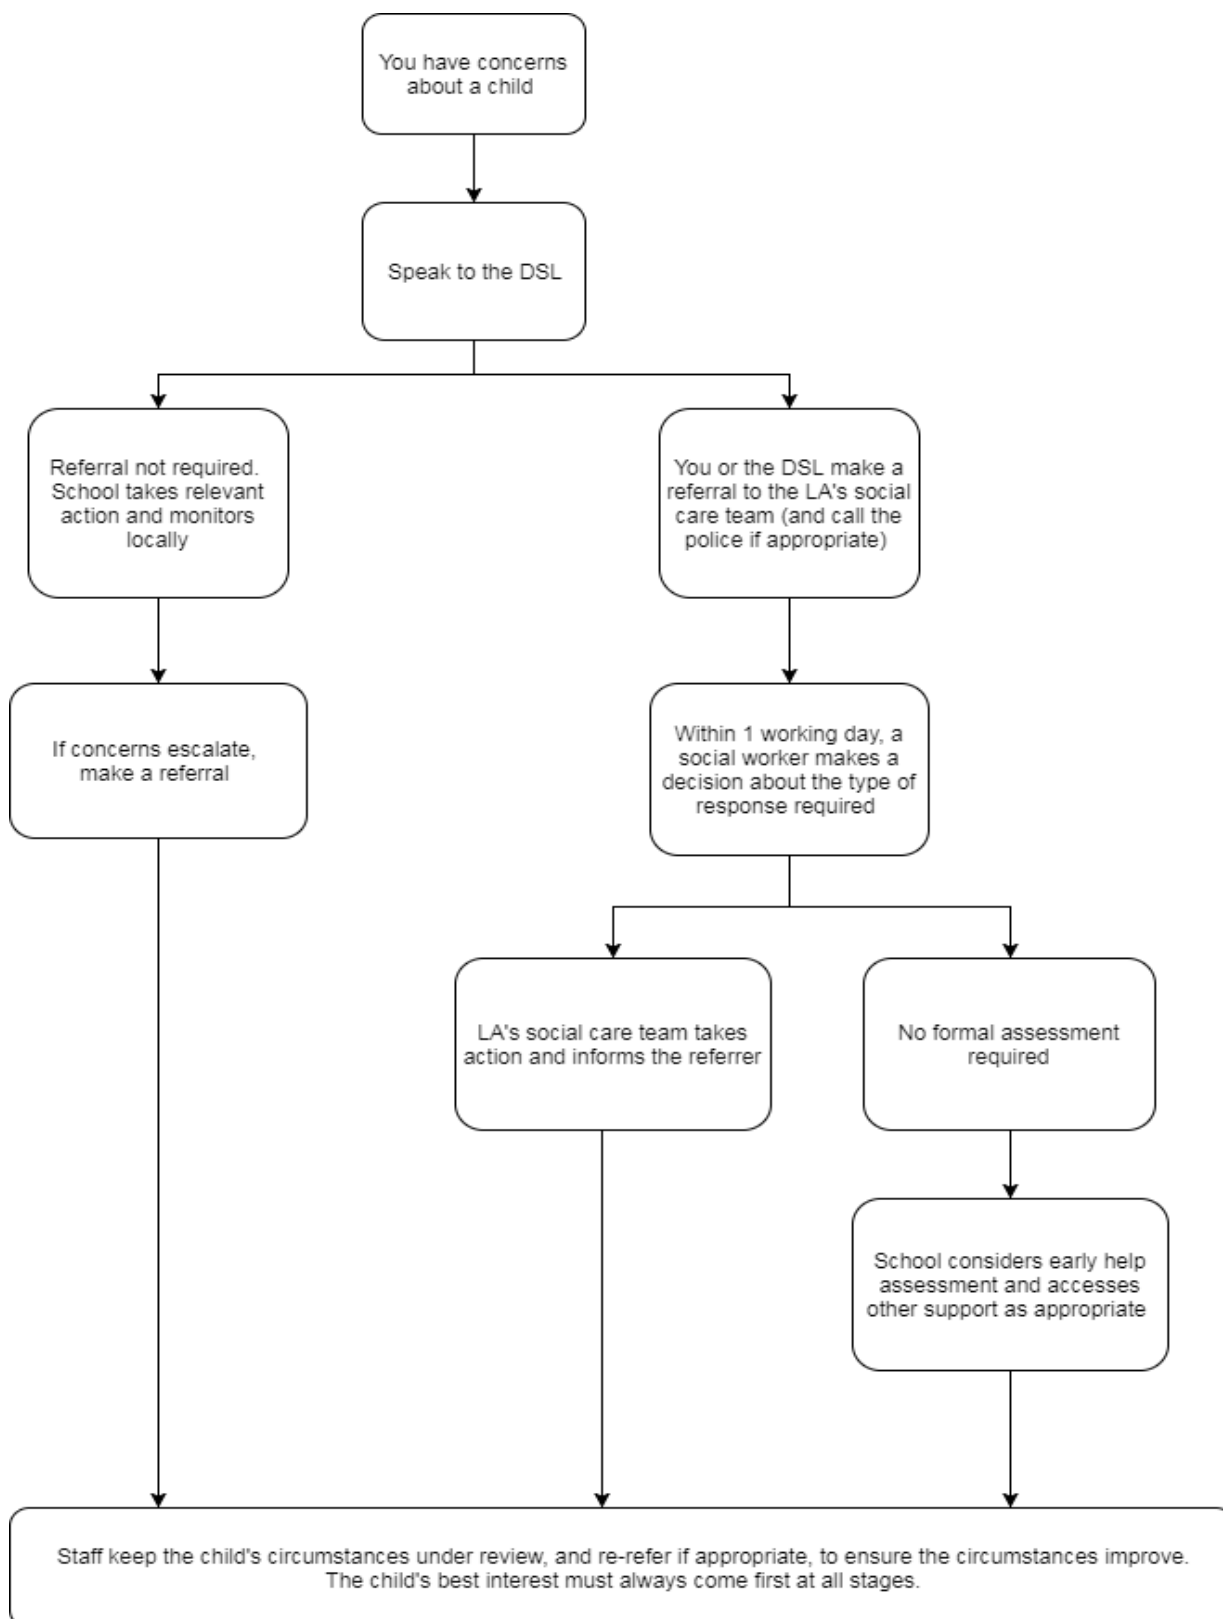 You have concerns
about a child
Speak to the DSL
Referral not required.
School takes relevant
action and monitors
locally
You or the DSL make a
referral to the LA's social
care team (and call the
police if appropriate)
If concerns escalate,
make a referral
Within 1 working day, a
social worker makes a
decision about the type of
response required
LA's social care team takes
action and informs the referrer
No formal assessment
required
School considers early help
assessment and accesses
other support as appropriate
Staff keep the child's circumstances under review, and re-refer if appropriate, to ensure the circumstances improve.
The child's best interest must always come first at all stages.